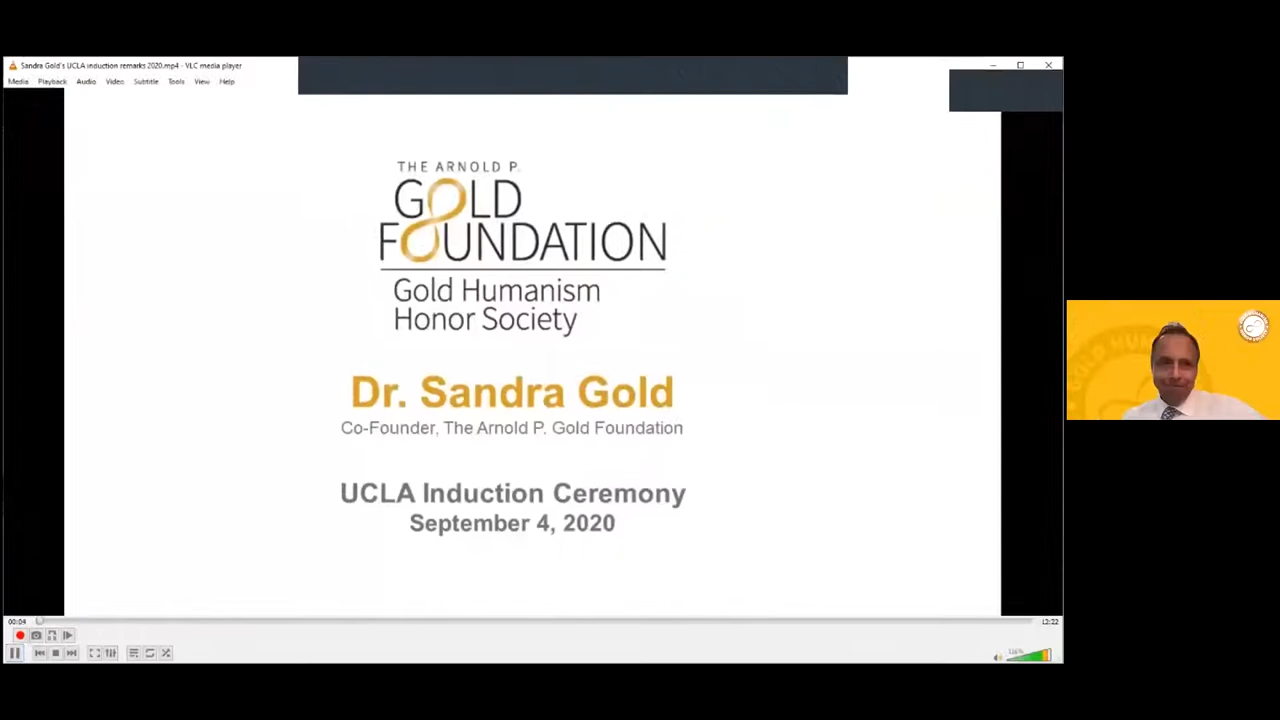 Sandra Gold's UCLA induction remarks 2020.mp4 - VLC media player
Media Playback Audio Video Subtitle Tools View Help
THE ARNOLD P.
GOLD
FOUNDATION
Gold Humanism
Honor Society
Dr. Sandra Gold
Co-Founder, The Arnold P. Gold Foundation
UCLA Induction Ceremony
September 4, 2020
00:04
12:22